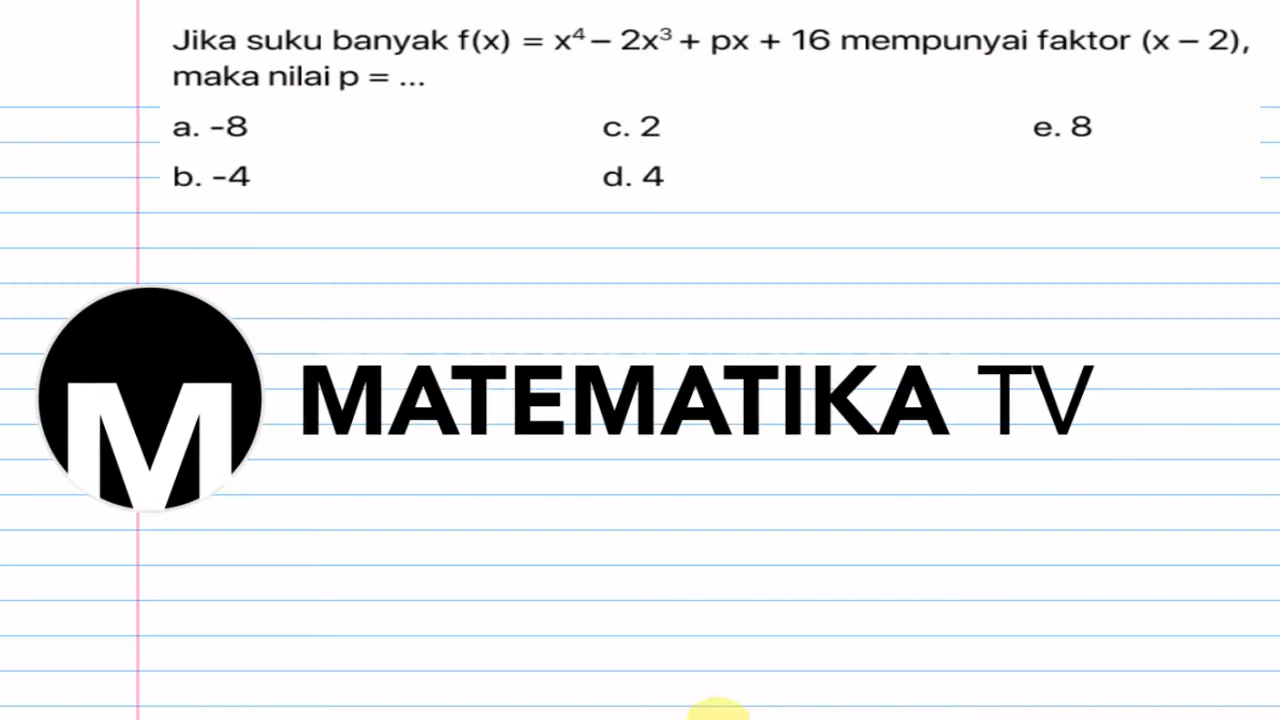 Jika suku banyak f(x) = x⁴ – 2x³ + px + 16 mempunyai faktor (x – 2),
maka nilai p = ...
a. -8 c. 2 e. 8
b. -4 d. 4
M MATEMATIKA TV